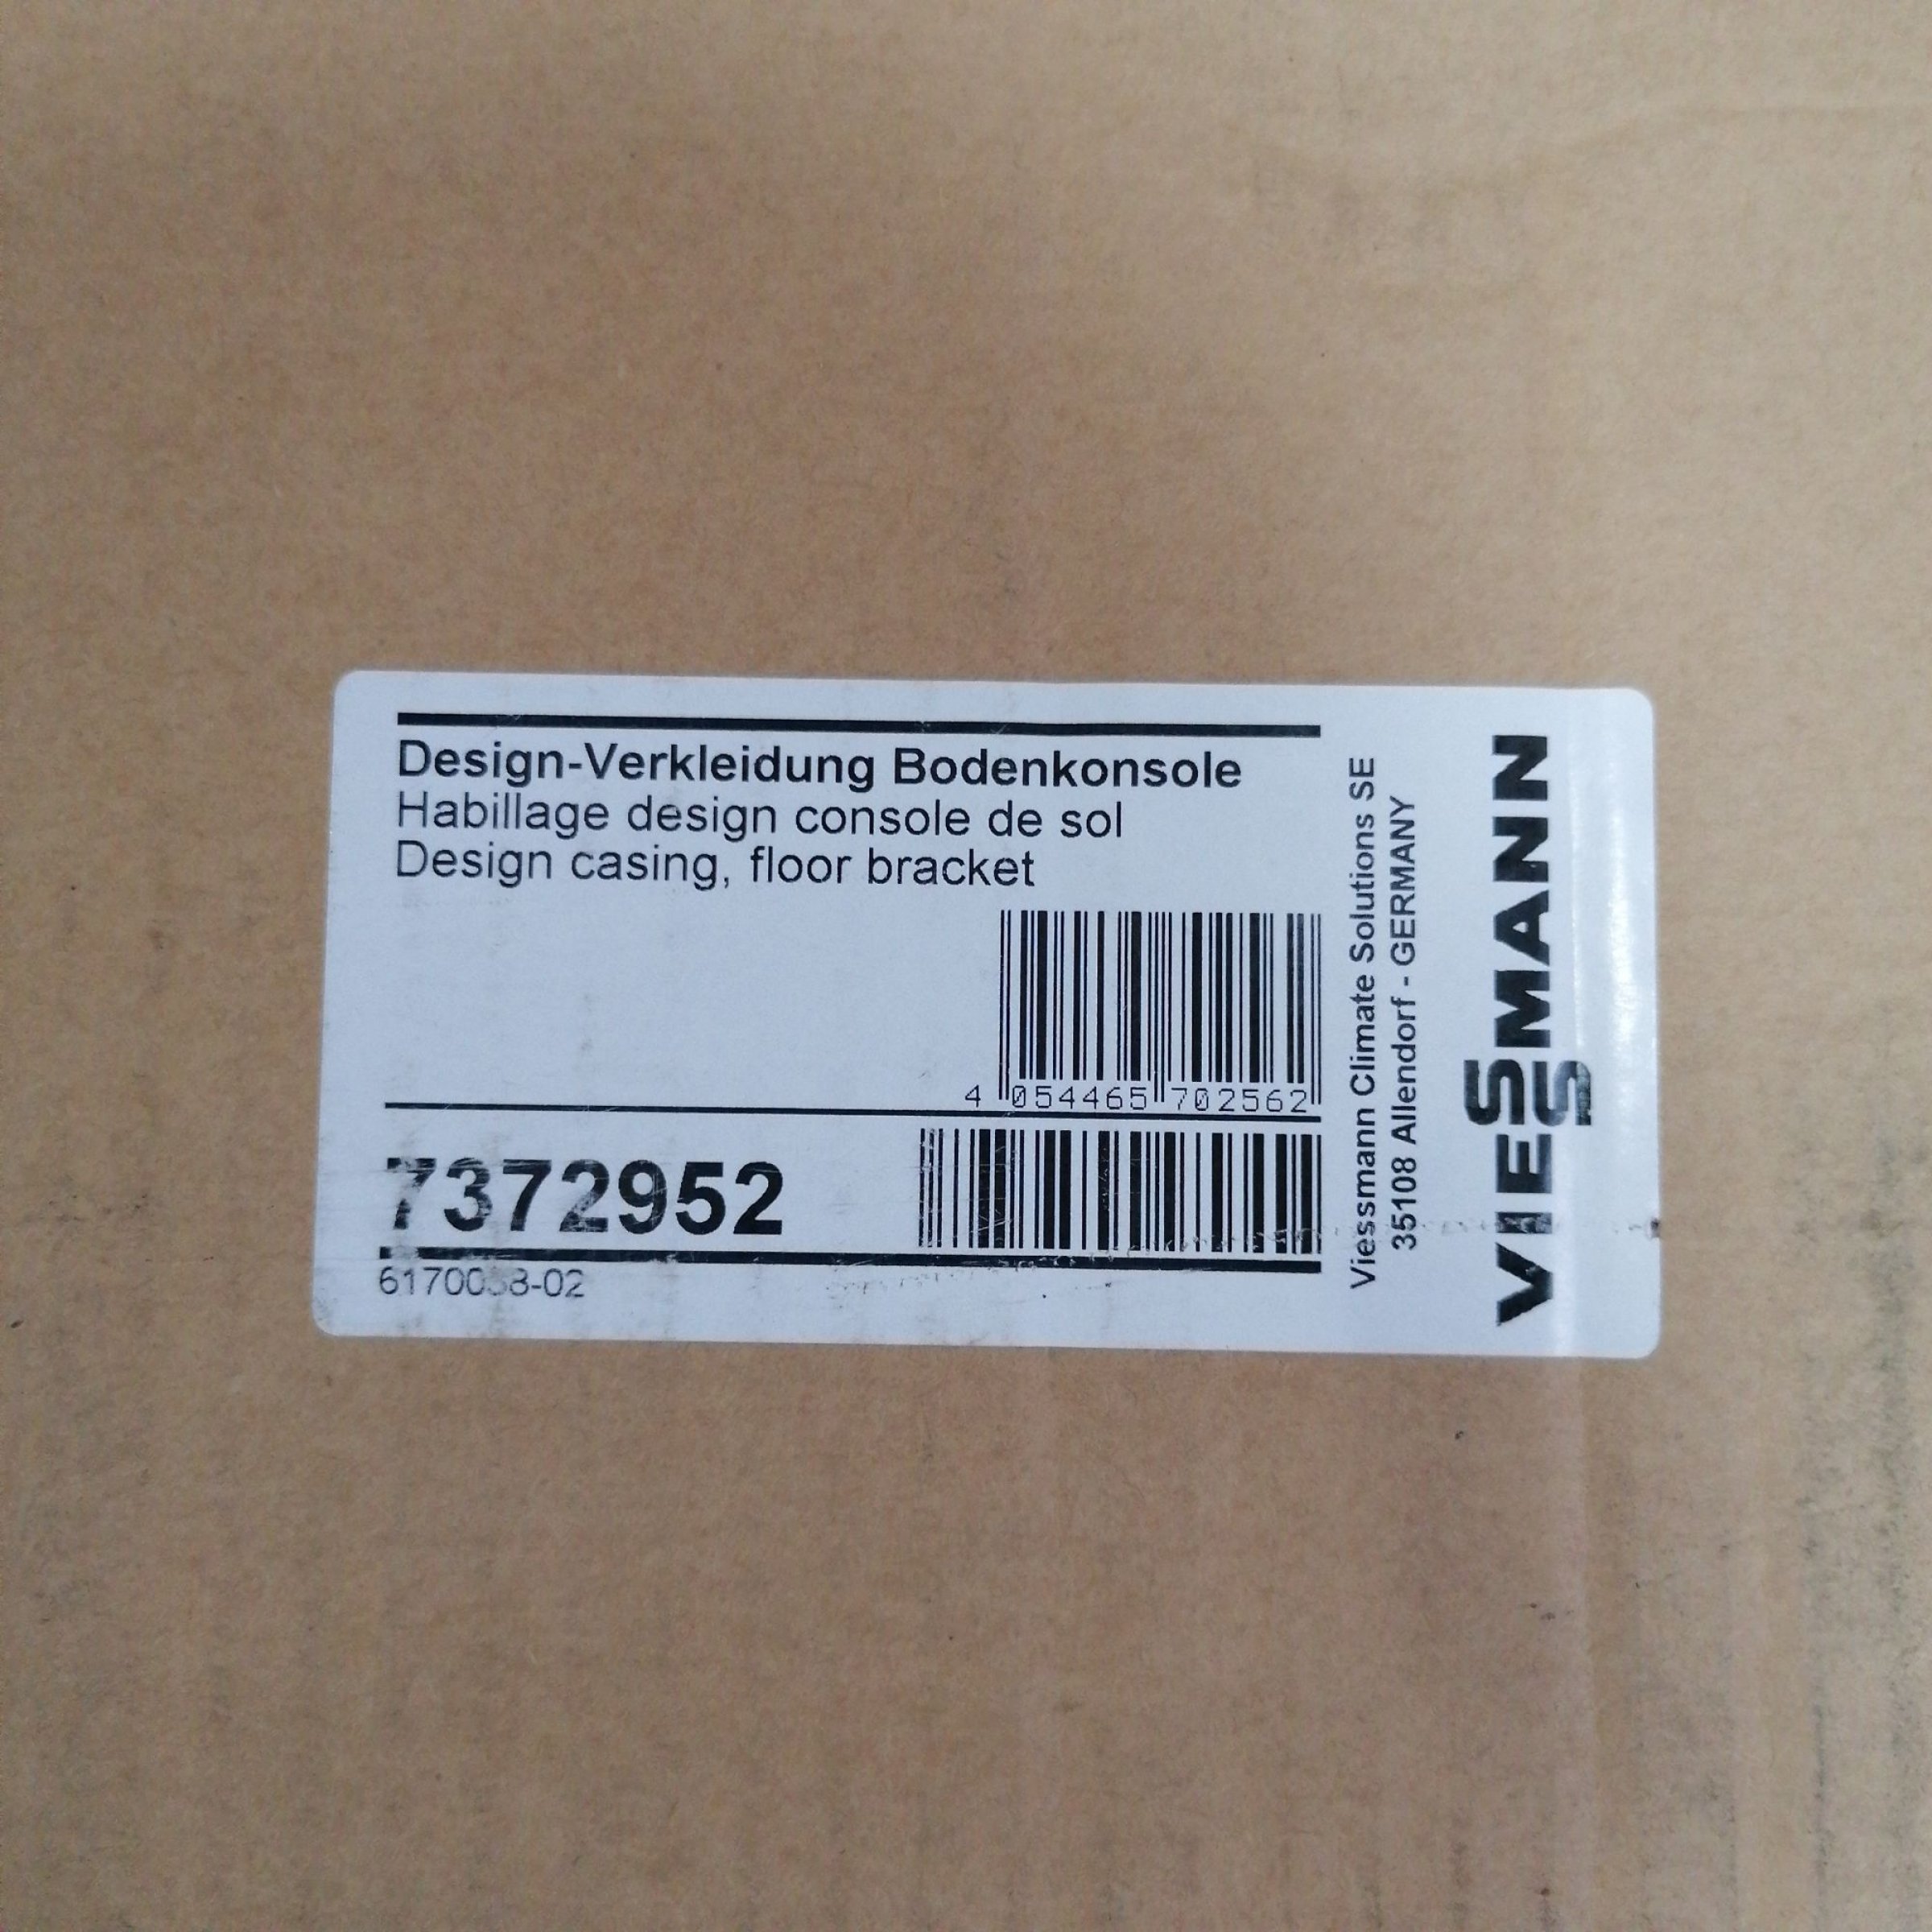 Design-Verkleidung Bodenkonsole
Habillage design console de sol
Design casing, floor bracket
4 054465 702562
7372952
Viessmann Climate Solutions SE
35108 Allendorf - GERMANY
VIESSMANN